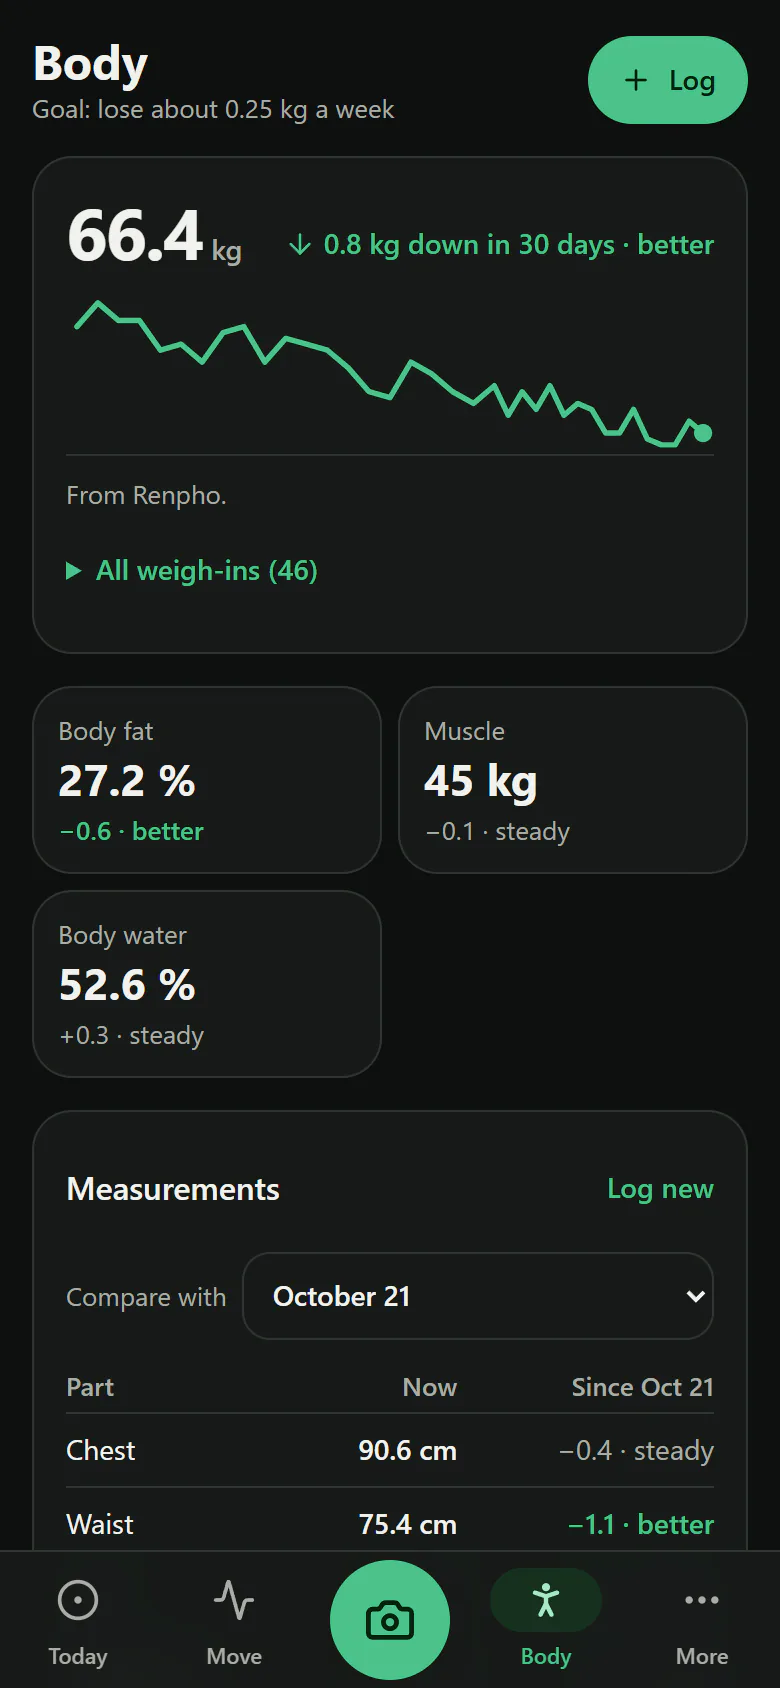 Body
Goal: lose about 0.25 kg a week
+ Log
66.4 kg
↓ 0.8 kg down in 30 days · better
From Renpho.
▶ All weigh-ins (46)
Body fat
27.2 %
−0.6 · better
Muscle
45 kg
−0.1 · steady
Body water
52.6 %
+0.3 · steady
Measurements
Log new
Compare with
October 21
Part Now Since Oct 21
Chest 90.6 cm −0.4 · steady
Waist 75.4 cm −1.1 · better
Today
Move
Body
More